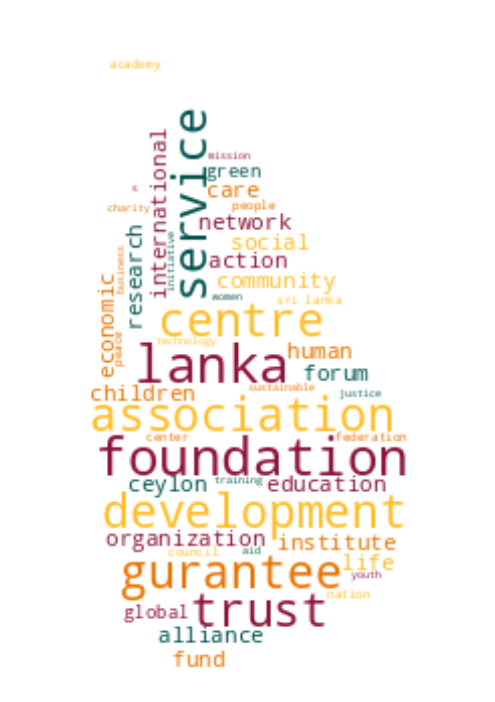 academy
service
international
mission
green
s
care
charity
people
network
research
initiative
social
action
business
community
economic
women
sri lanka
centre
peace
technology
lanka
human
forum
children
sustainable
justice
association
center
federation
foundation
ceylon
training
education
development
organization
institute
council
aid
gurantee
life
youth
nation
global
trust
alliance
fund